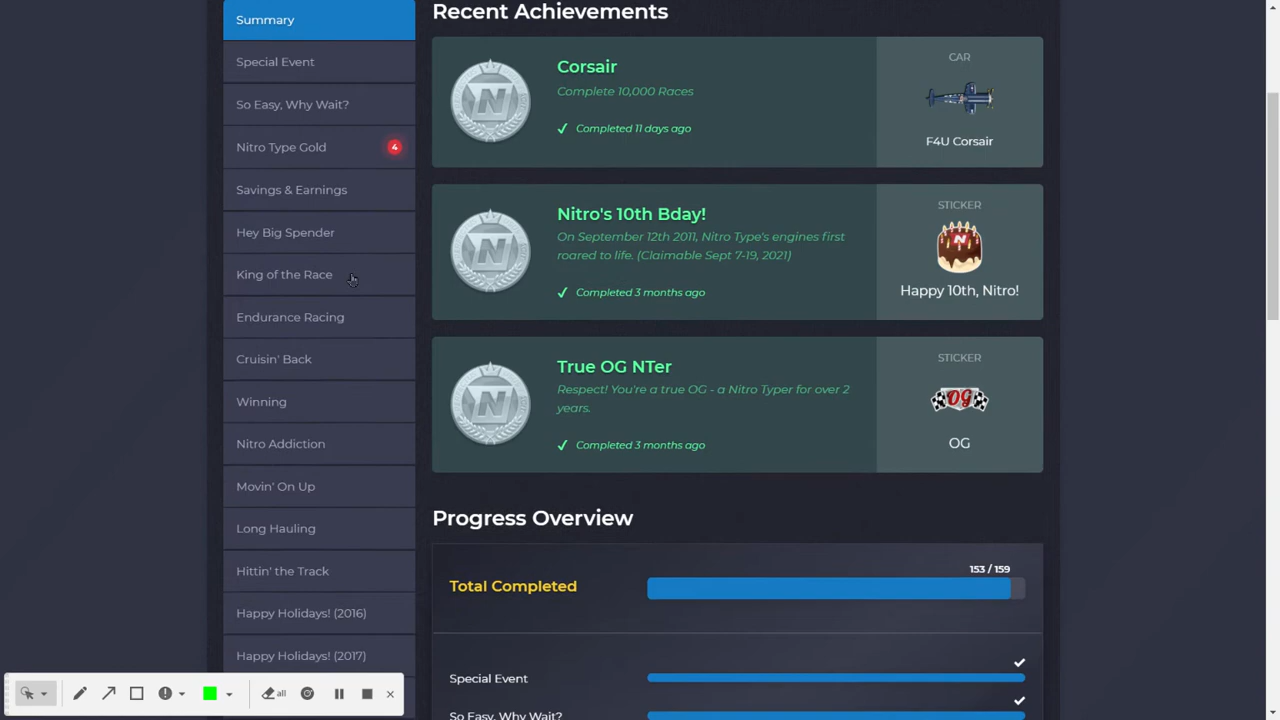 Summary
Special Event
So Easy, Why Wait?
Nitro Type Gold
4
Savings & Earnings
Hey Big Spender
King of the Race
Endurance Racing
Cruisin' Back
Winning
Nitro Addiction
Movin' On Up
Long Hauling
Hittin' the Track
Happy Holidays! (2016)
Happy Holidays! (2017)
Recent Achievements
N
Corsair
Complete 10,000 Races
✓ Completed 11 days ago
CAR
F4U Corsair
N
Nitro's 10th Bday!
On September 12th 2011, Nitro Type's engines first
roared to life. (Claimable Sept 7-19, 2021)
✓ Completed 3 months ago
STICKER
N
Happy 10th, Nitro!
N
True OG NTer
Respect! You're a true OG - a Nitro Typer for over 2
years.
✓ Completed 3 months ago
STICKER
OG
OG
Progress Overview
Total Completed
153 / 159
Special Event
So Easy, Why Wait?
all